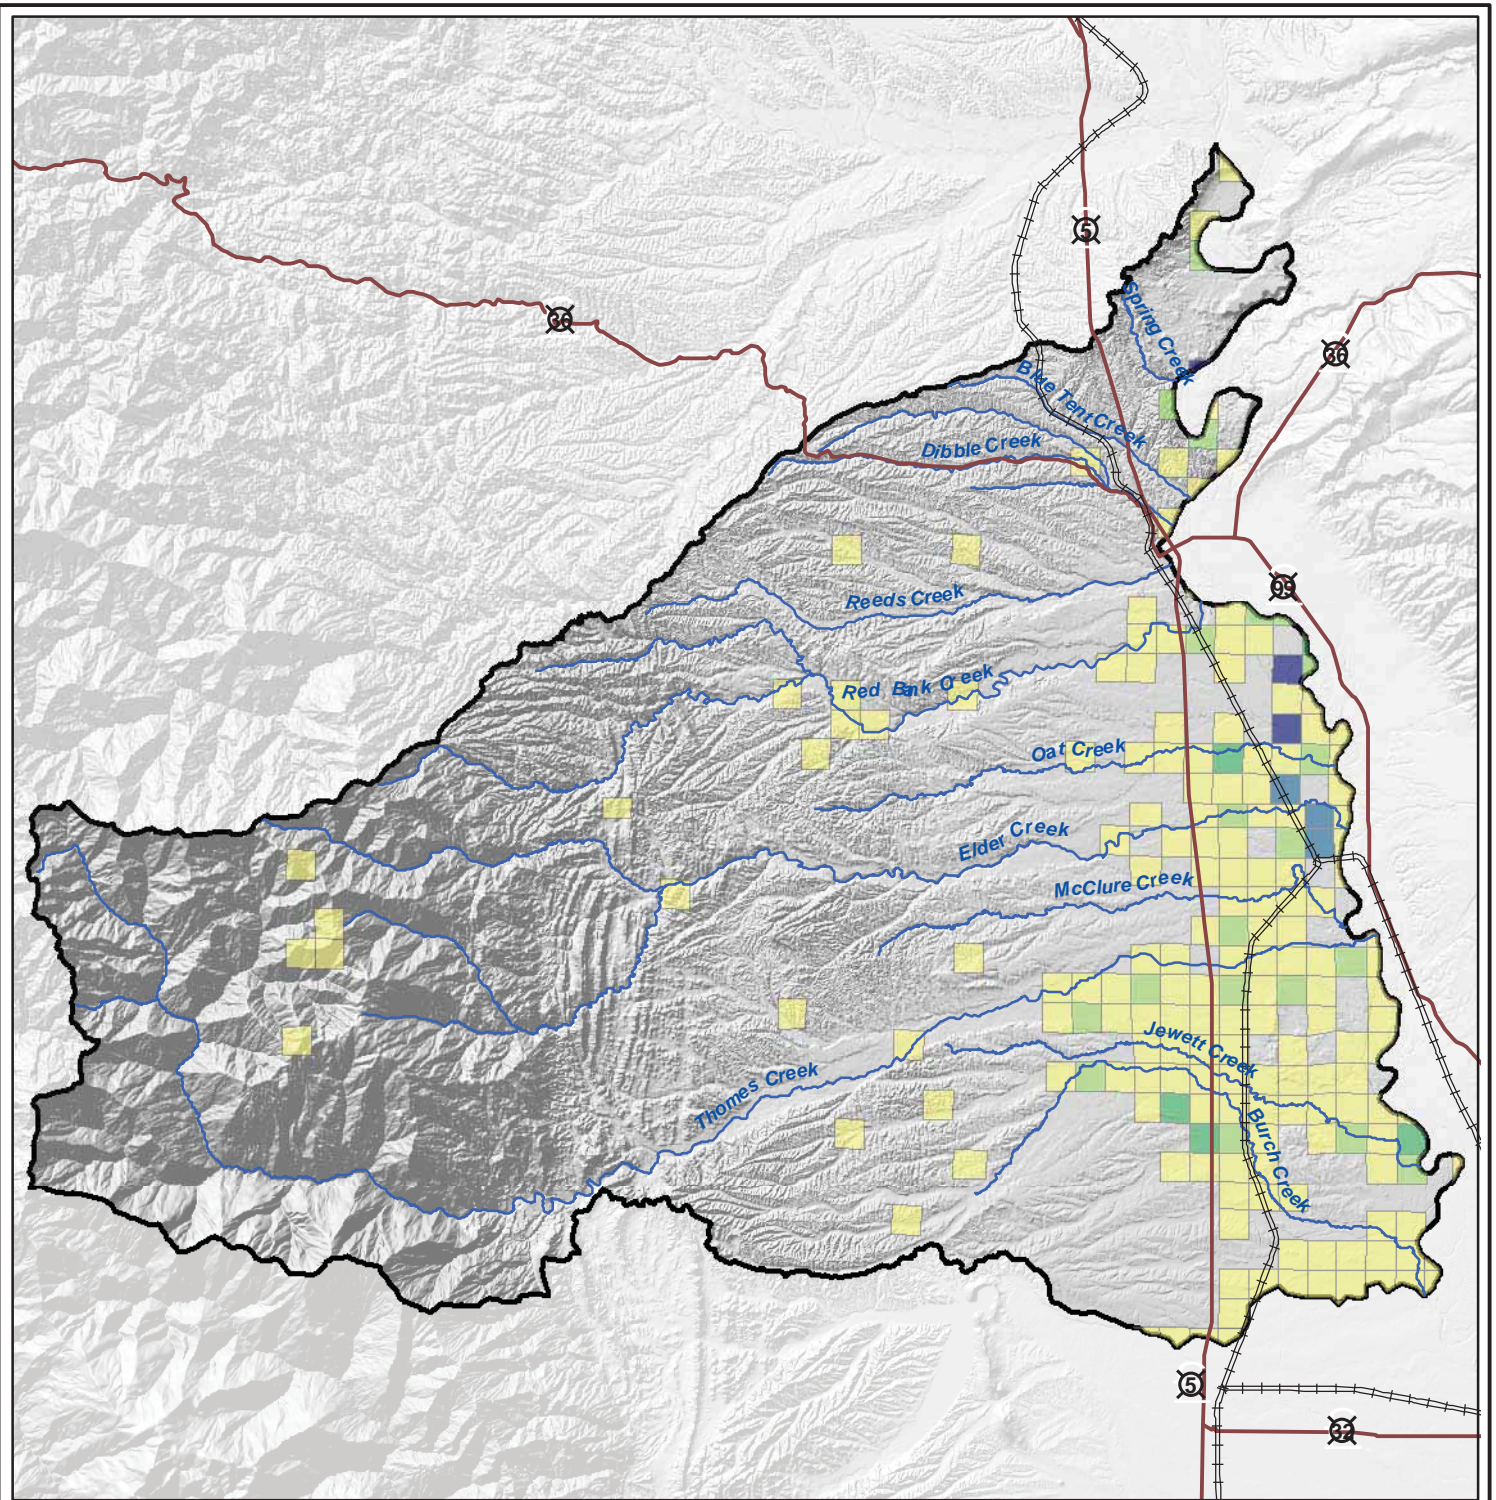 5
36
36
Spring Creek
Blue Tent Creek
Dibble Creek
99
Reeds Creek
Red Bank Creek
Oat Creek
Elder Creek
McClure Creek
Jewett Creek
Thomes Creek
Burch Creek
5
32